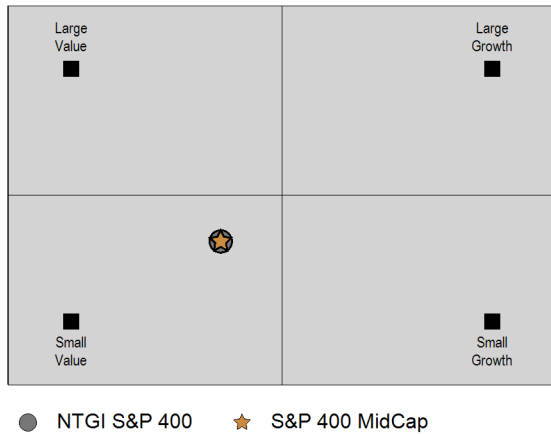 Large
Value
Large
Growth
Small
Value
Small
Growth
NTGI S&P 400
S&P 400 MidCap